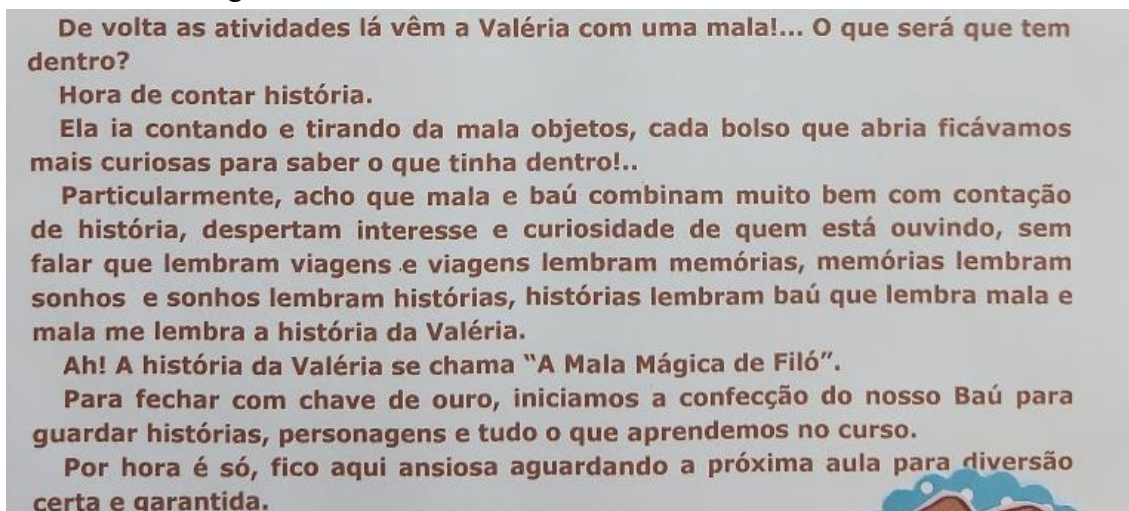 De volta as atividades lá vêm a Valéria com uma mala!... O que será que tem
dentro?
Hora de contar história.
Ela ia contando e tirando da mala objetos, cada bolso que abria ficávamos
mais curiosas para saber o que tinha dentro!..
Particularmente, acho que mala e baú combinam muito bem com contação
de história, despertam interesse e curiosidade de quem está ouvindo, sem
falar que lembram viagens e viagens lembram memórias, memórias lembram
sonhos e sonhos lembram histórias, histórias lembram baú que lembra mala e
mala me lembra a história da Valéria.
Ah! A história da Valéria se chama “A Mala Mágica de Filó”.
Para fechar com chave de ouro, iniciamos a confecção do nosso Baú para
guardar histórias, personagens e tudo o que aprendemos no curso.
Por hora é só, fico aqui ansiosa aguardando a próxima aula para diversão
certa e garantida.